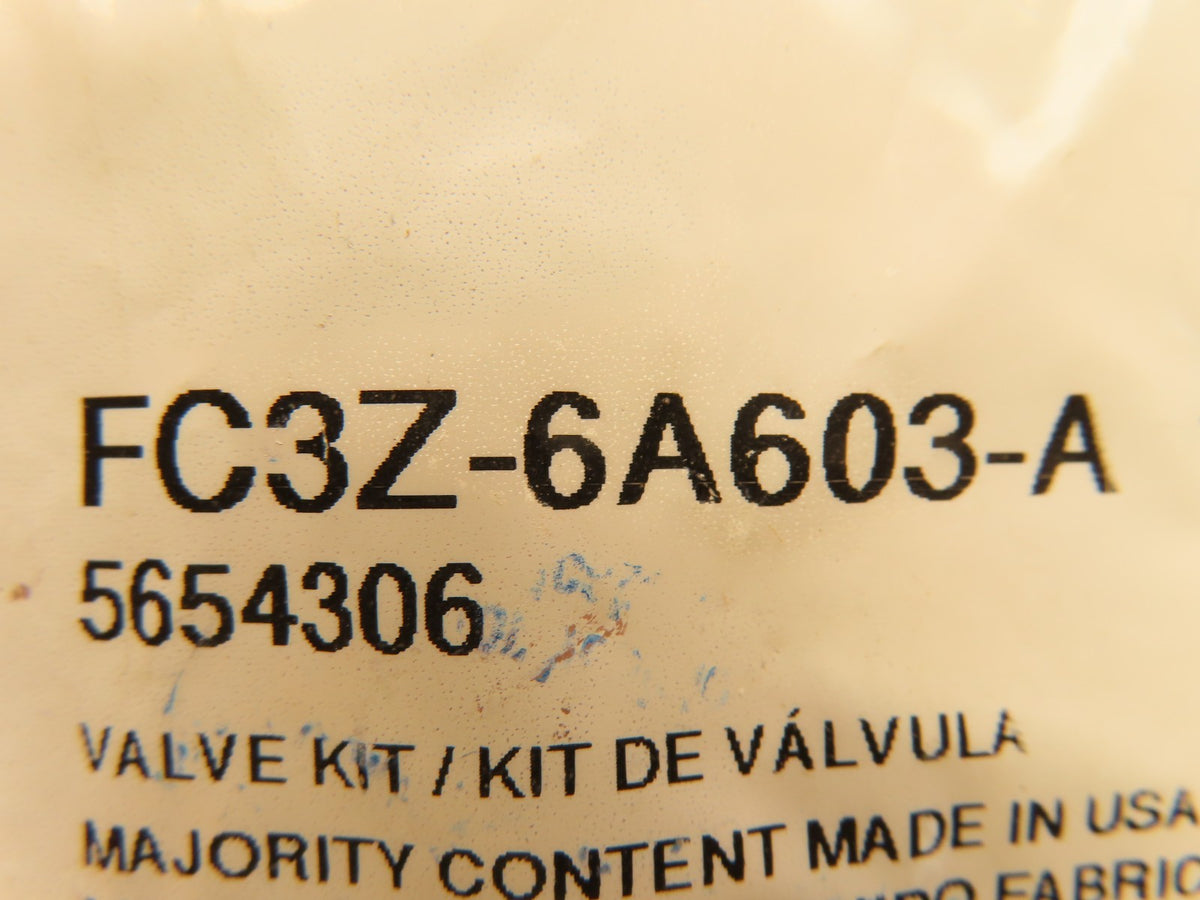 FC3Z-6A603-A
5654306
VALVE KIT / KIT DE VÁLVULA
MAJORITY CONTENT MADE IN USA